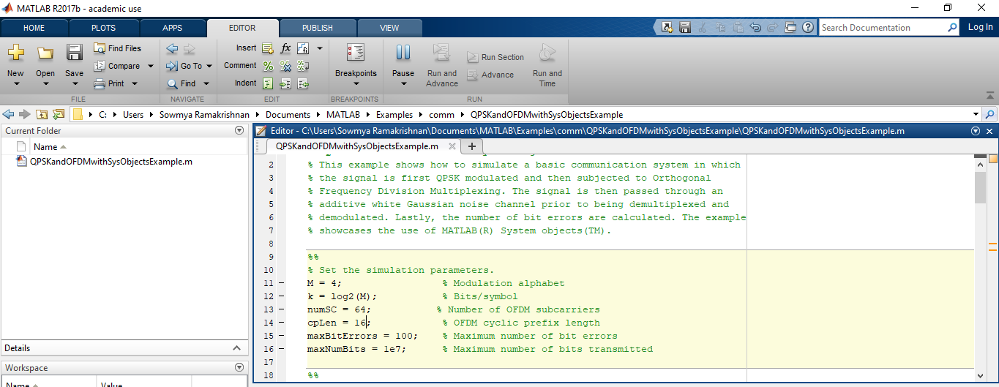 MATLAB R2017b - academic use
HOME PLOTS APPS EDITOR PUBLISH VIEW
Search Documentation
Log In
New Open Save
Find Files
Compare
Print
FILE
Go To
Find
NAVIGATE
Insert fx fi
Comment
Indent
EDIT
Breakpoints
BREAKPOINTS
Pause
Run and Advance
Run Section
Advance
Run and Time
RUN
C: Users Sowmya Ramakrishnan Documents MATLAB Examples comm QPSKandOFDMwithSysObjectsExample
Current Folder
Name
QPSKandOFDMwithSysObjectsExample.m
Details
Workspace
Name Value
Editor - C:\Users\Sowmya Ramakrishnan\Documents\MATLAB\Examples\comm\QPSKandOFDMwithSysObjectsExample\QPSKandOFDMwithSysObjectsExample.m
QPSKandOFDMwithSysObjectsExample.m
2 % This example shows how to simulate a basic communication system in which
3 % the signal is first QPSK modulated and then subjected to Orthogonal
4 % Frequency Division Multiplexing. The signal is then passed through an
5 % additive white Gaussian noise channel prior to being demultiplexed and
6 % demodulated. Lastly, the number of bit errors are calculated. The example
7 % showcases the use of MATLAB(R) System objects(TM).
8
9 %%
10 % Set the simulation parameters.
11 – M = 4; % Modulation alphabet
12 – k = log2(M); % Bits/symbol
13 – numSC = 64; % Number of OFDM subcarriers
14 – cpLen = 16; % OFDM cyclic prefix length
15 – maxBitErrors = 100; % Maximum number of bit errors
16 – maxNumBits = 1e7; % Maximum number of bits transmitted
17
18 %%